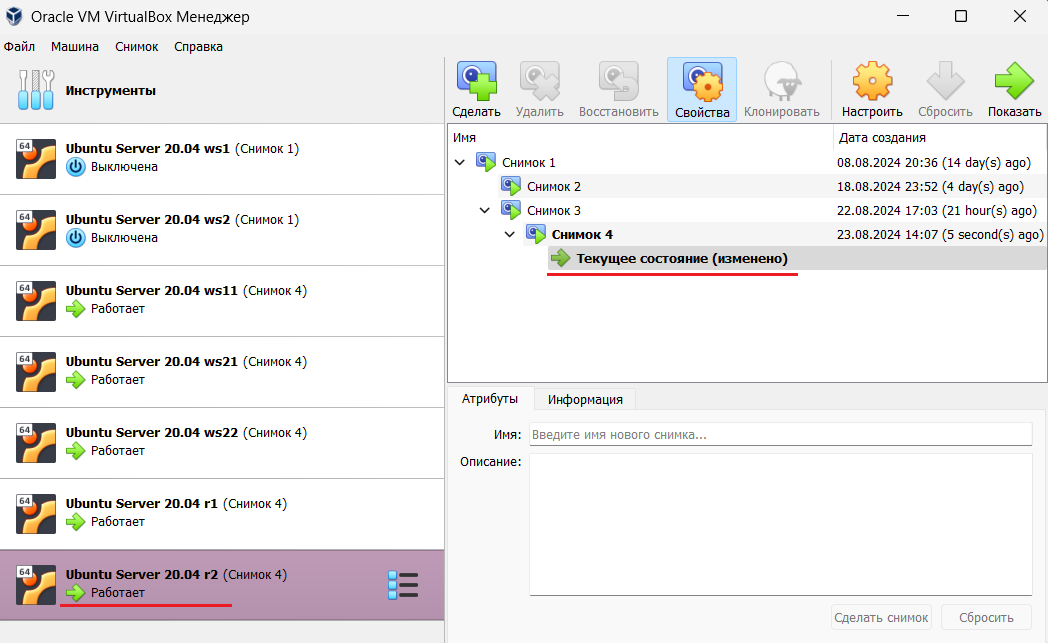 Oracle VM VirtualBox Менеджер
Файл Машина Снимок Справка
Инструменты
64 Ubuntu Server 20.04 ws1 (Снимок 1)
Выключена
64 Ubuntu Server 20.04 ws2 (Снимок 1)
Выключена
64 Ubuntu Server 20.04 ws11 (Снимок 4)
Работает
64 Ubuntu Server 20.04 ws21 (Снимок 4)
Работает
64 Ubuntu Server 20.04 ws22 (Снимок 4)
Работает
64 Ubuntu Server 20.04 r1 (Снимок 4)
Работает
64 Ubuntu Server 20.04 r2 (Снимок 4)
Работает
Сделать Удалить Восстановить Свойства Клонировать Настроить Сбросить Показать
Имя Дата создания
Снимок 1 08.08.2024 20:36 (14 day(s) ago)
Снимок 2 18.08.2024 23:52 (4 day(s) ago)
Снимок 3 22.08.2024 17:03 (21 hour(s) ago)
Снимок 4 23.08.2024 14:07 (5 second(s) ago)
Текущее состояние (изменено)
Атрибуты Информация
Имя: Введите имя нового снимка...
Описание:
Сделать снимок Сбросить